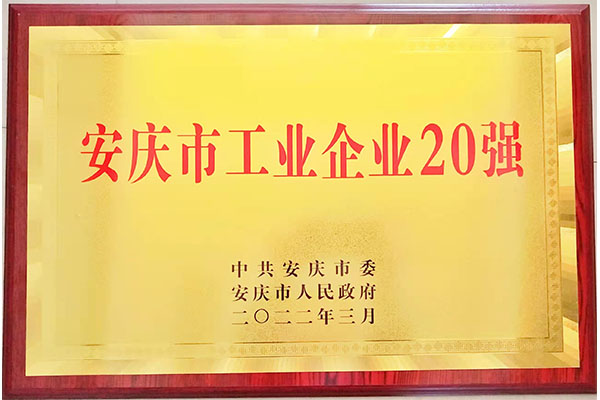 安庆市工业企业20强
中共安庆市委
安庆市人民政府
二〇二二年三月